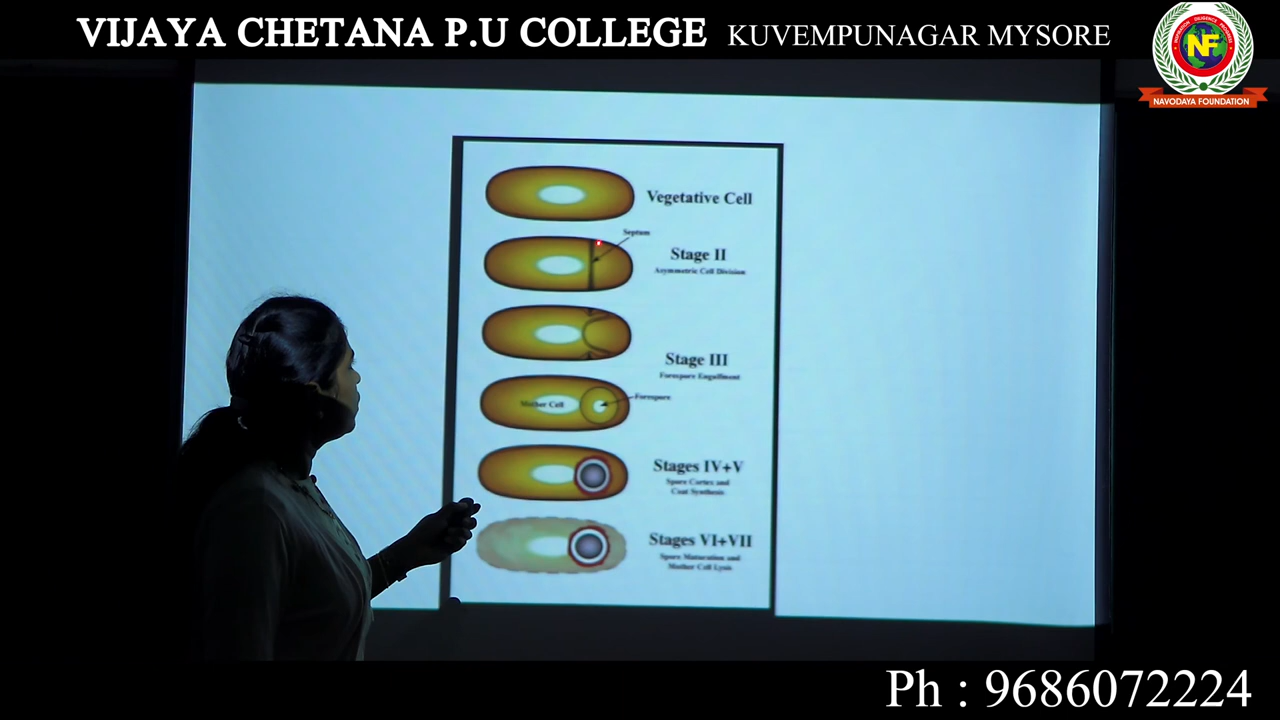 VIJAYA CHETANA P.U COLLEGE KUVEMPUNAGAR MYSORE
NF
NAVODAYA FOUNDATION
Vegetative Cell
Septum
Stage II
Asymmetric Cell Division
Stage III
Forespore Engulfment
Mother Cell
Forespore
Stages IV+V
Spore Cortex and
Coat Synthesis
Stages VI+VII
Spore Maturation and
Mother Cell Lysis
Ph : 9686072224